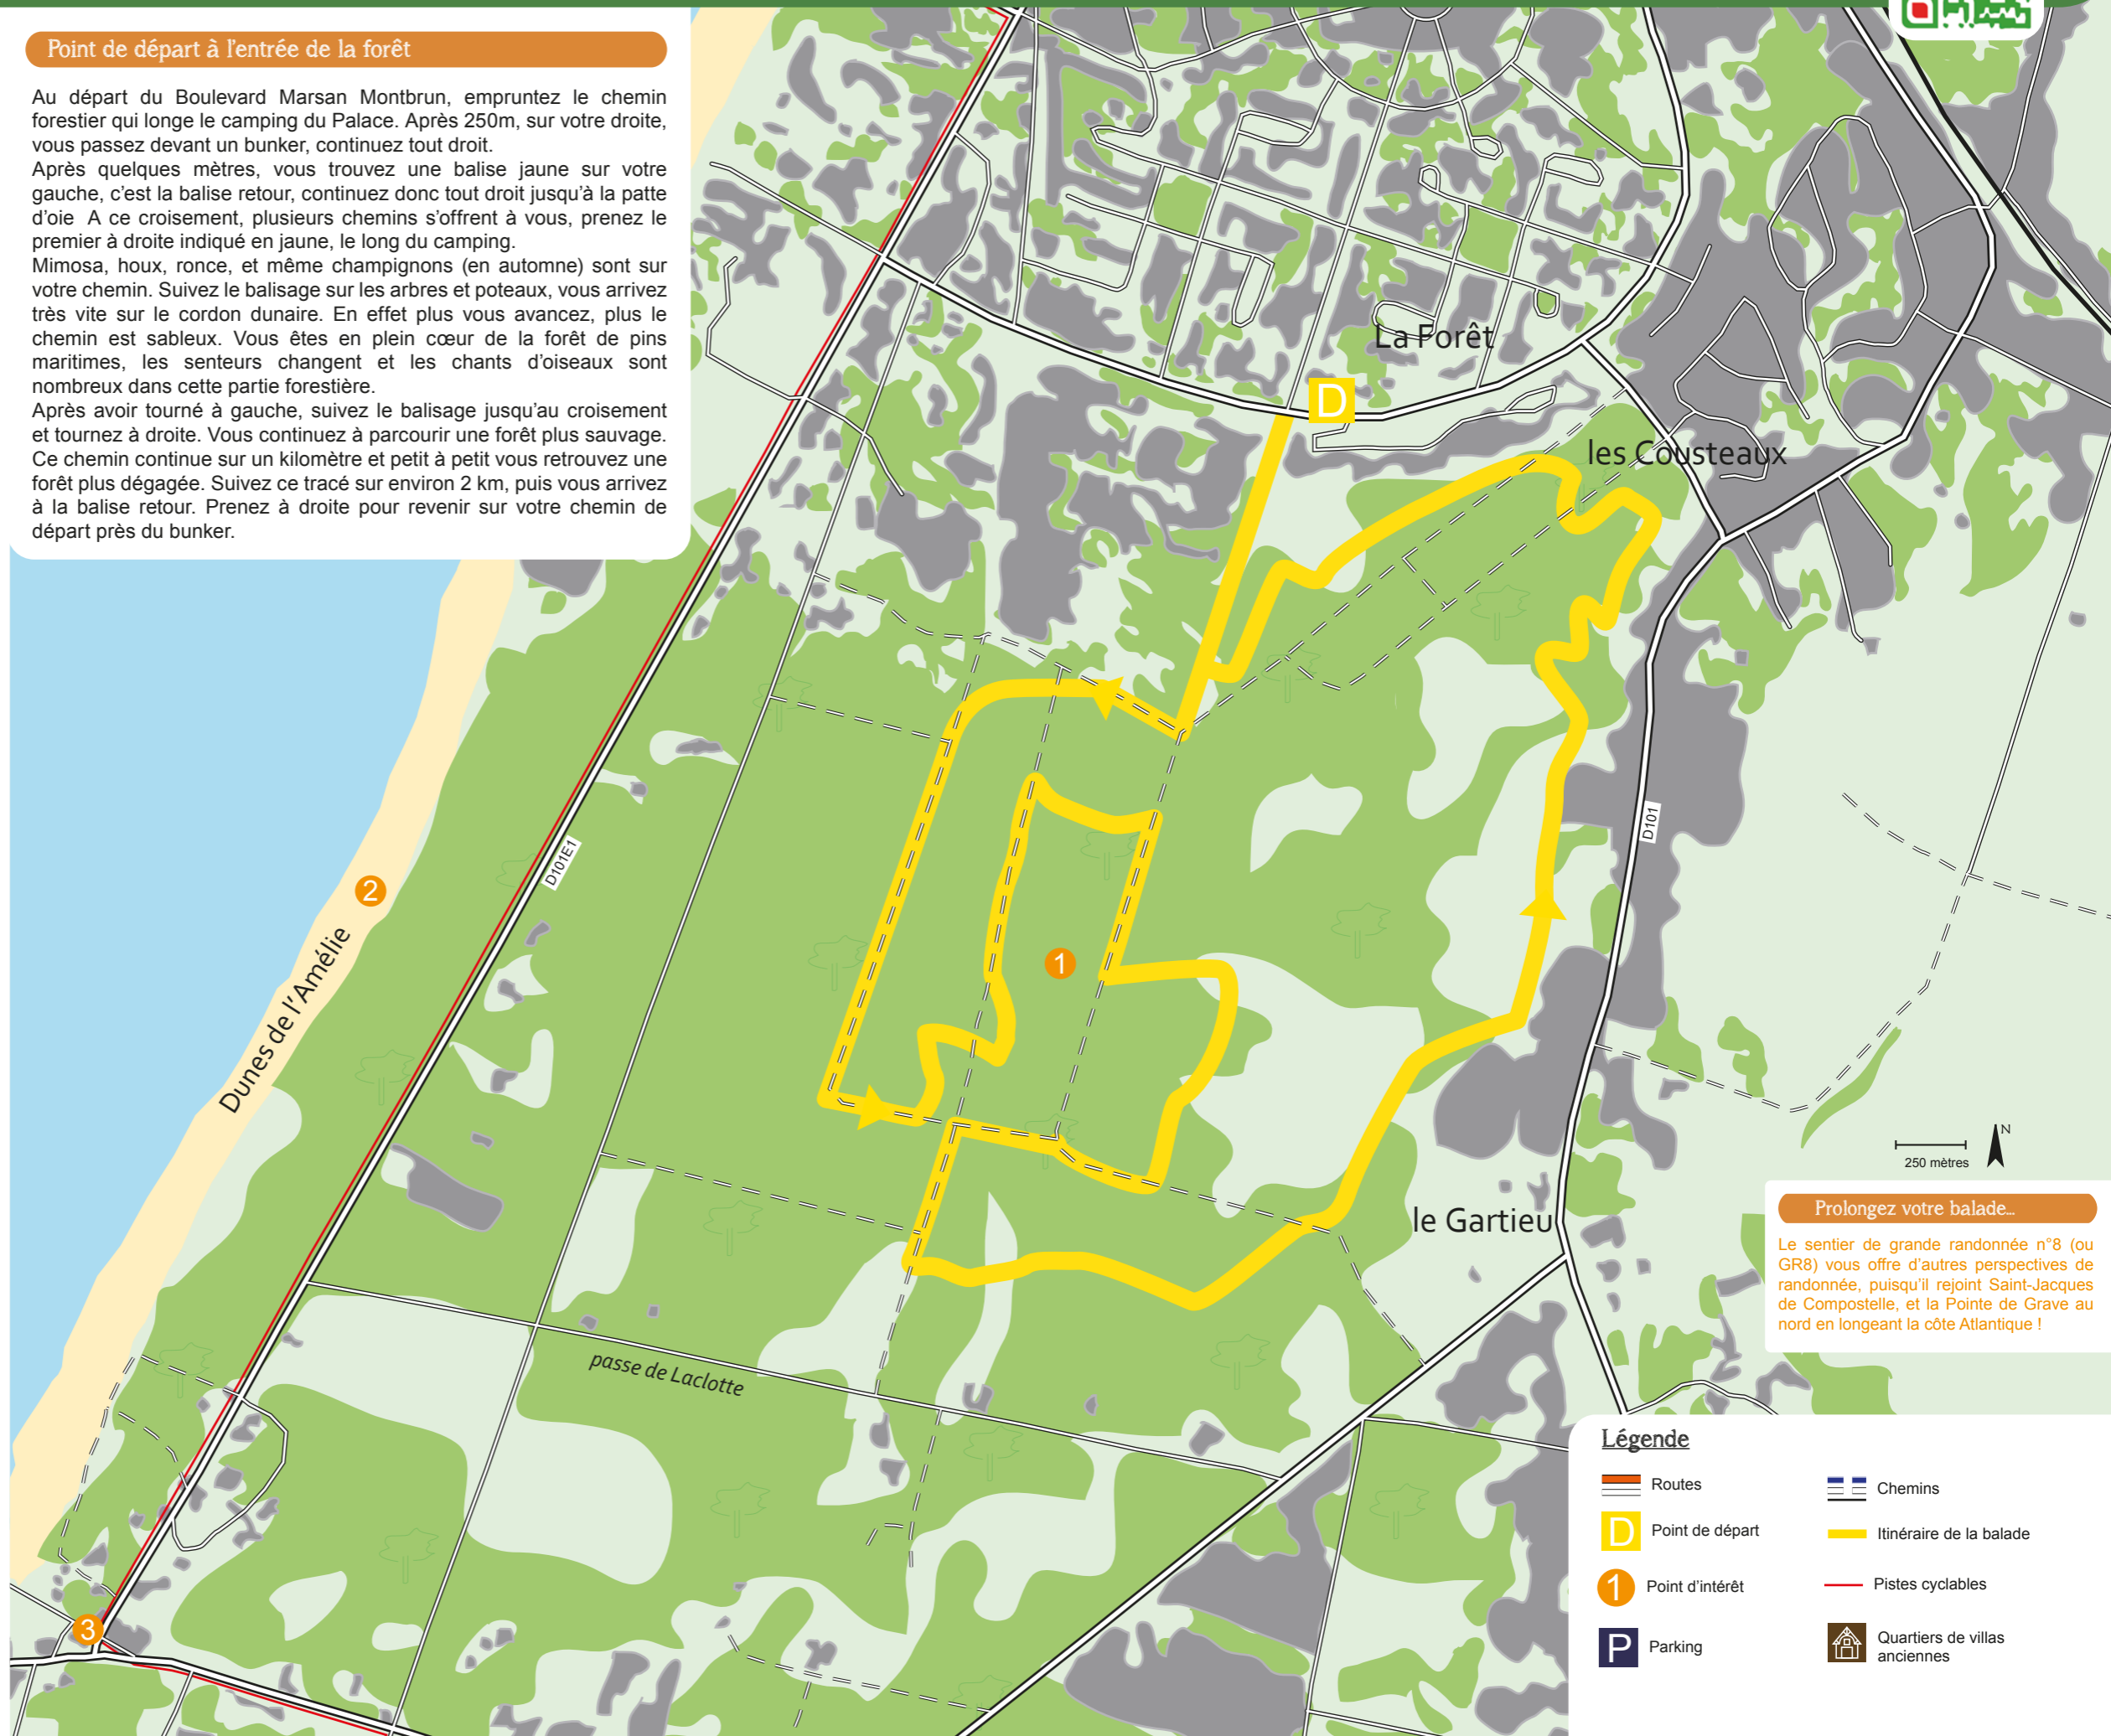 Point de départ à l'entrée de la forêt
Au départ du Boulevard Marsan Montbrun, empruntez le chemin
forestier qui longe le camping du Palace. Après 250m, sur votre droite,
vous passez devant un bunker, continuez tout droit.
Après quelques mètres, vous trouvez une balise jaune sur votre
gauche, c'est la balise retour, continuez donc tout droit jusqu'à la patte
d'oie A ce croisement, plusieurs chemins s'offrent à vous, prenez le
premier à droite indiqué en jaune, le long du camping.
Mimosa, houx, ronce, et même champignons (en automne) sont sur
votre chemin. Suivez le balisage sur les arbres et poteaux, vous arrivez
très vite sur le cordon dunaire. En effet plus vous avancez, plus le
chemin est sableux. Vous êtes en plein cœur de la forêt de pins
maritimes, les senteurs changent et les chants d'oiseaux sont
nombreux dans cette partie forestière.
Après avoir tourné à gauche, suivez le balisage jusqu'au croisement
et tournez à droite. Vous continuez à parcourir une forêt plus sauvage.
Ce chemin continue sur un kilomètre et petit à petit vous retrouvez une
forêt plus dégagée. Suivez ce tracé sur environ 2 km, puis vous arrivez
à la balise retour. Prenez à droite pour revenir sur votre chemin de
départ près du bunker.
La Forêt
D
les Cousteaux
D101
D101E1
2
Dunes de l'Amélie
1
N
250 mètres
le Gartieu
passe de Laclotte
3
Prolongez votre balade...
Le sentier de grande randonnée n°8 (ou
GR8) vous offre d'autres perspectives de
randonnée, puisqu'il rejoint Saint-Jacques
de Compostelle, et la Pointe de Grave au
nord en longeant la côte Atlantique !
Légende
Routes
Chemins
D Point de départ
Itinéraire de la balade
1 Point d'intérêt
Pistes cyclables
P Parking
Quartiers de villas
anciennes